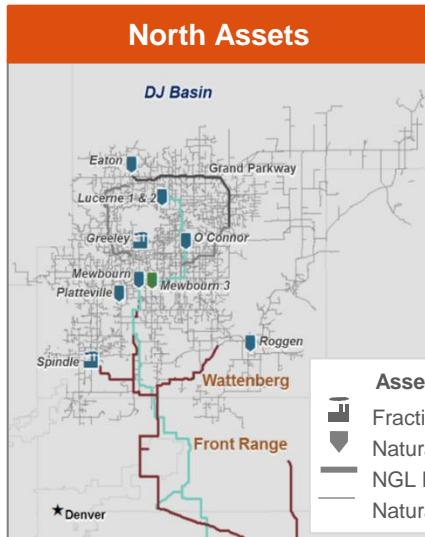 North Assets
DJ Basin
Eaton
Grand Parkway
Lucerne 1 & 2
Greeley
O'Connor
Mewbourn
Mewbourn 3
Platteville
Roggen
Spindle
Wattenberg
Asse
Fracti
Natura
Front Range
NGL
Natura
Denver